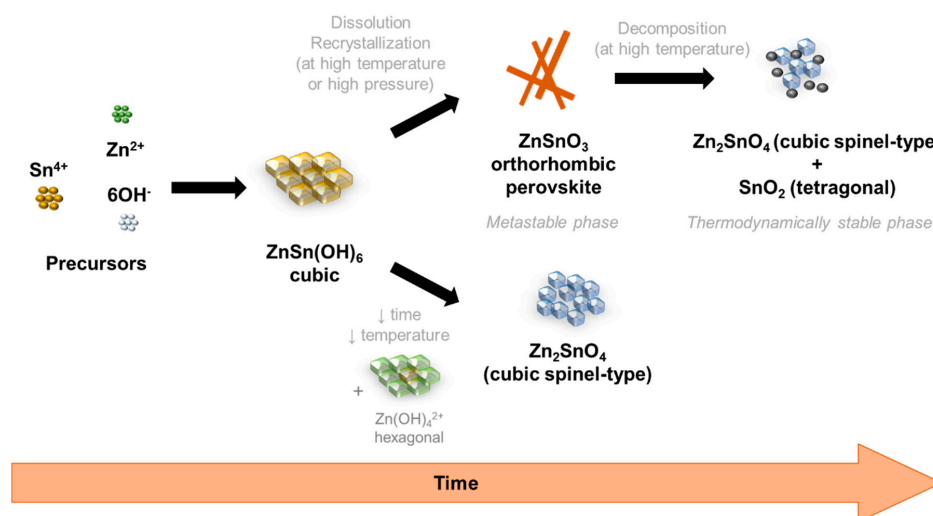 Dissolution
Recrystallization
(at high temperature
or high pressure)
Decomposition
(at high temperature)
Zn²⁺
Sn⁴⁺
6OH⁻
Precursors
ZnSn(OH)₆
cubic
ZnSnO₃
orthorhombic
perovskite
Metastable phase
Zn₂SnO₄ (cubic spinel-type
+
SnO₂ (tetragonal)
Thermodynamically stable phase
↓ time
↓ temperature
+
Zn(OH)₄²⁺
hexagonal
Zn₂SnO₄
(cubic spinel-type)
Time